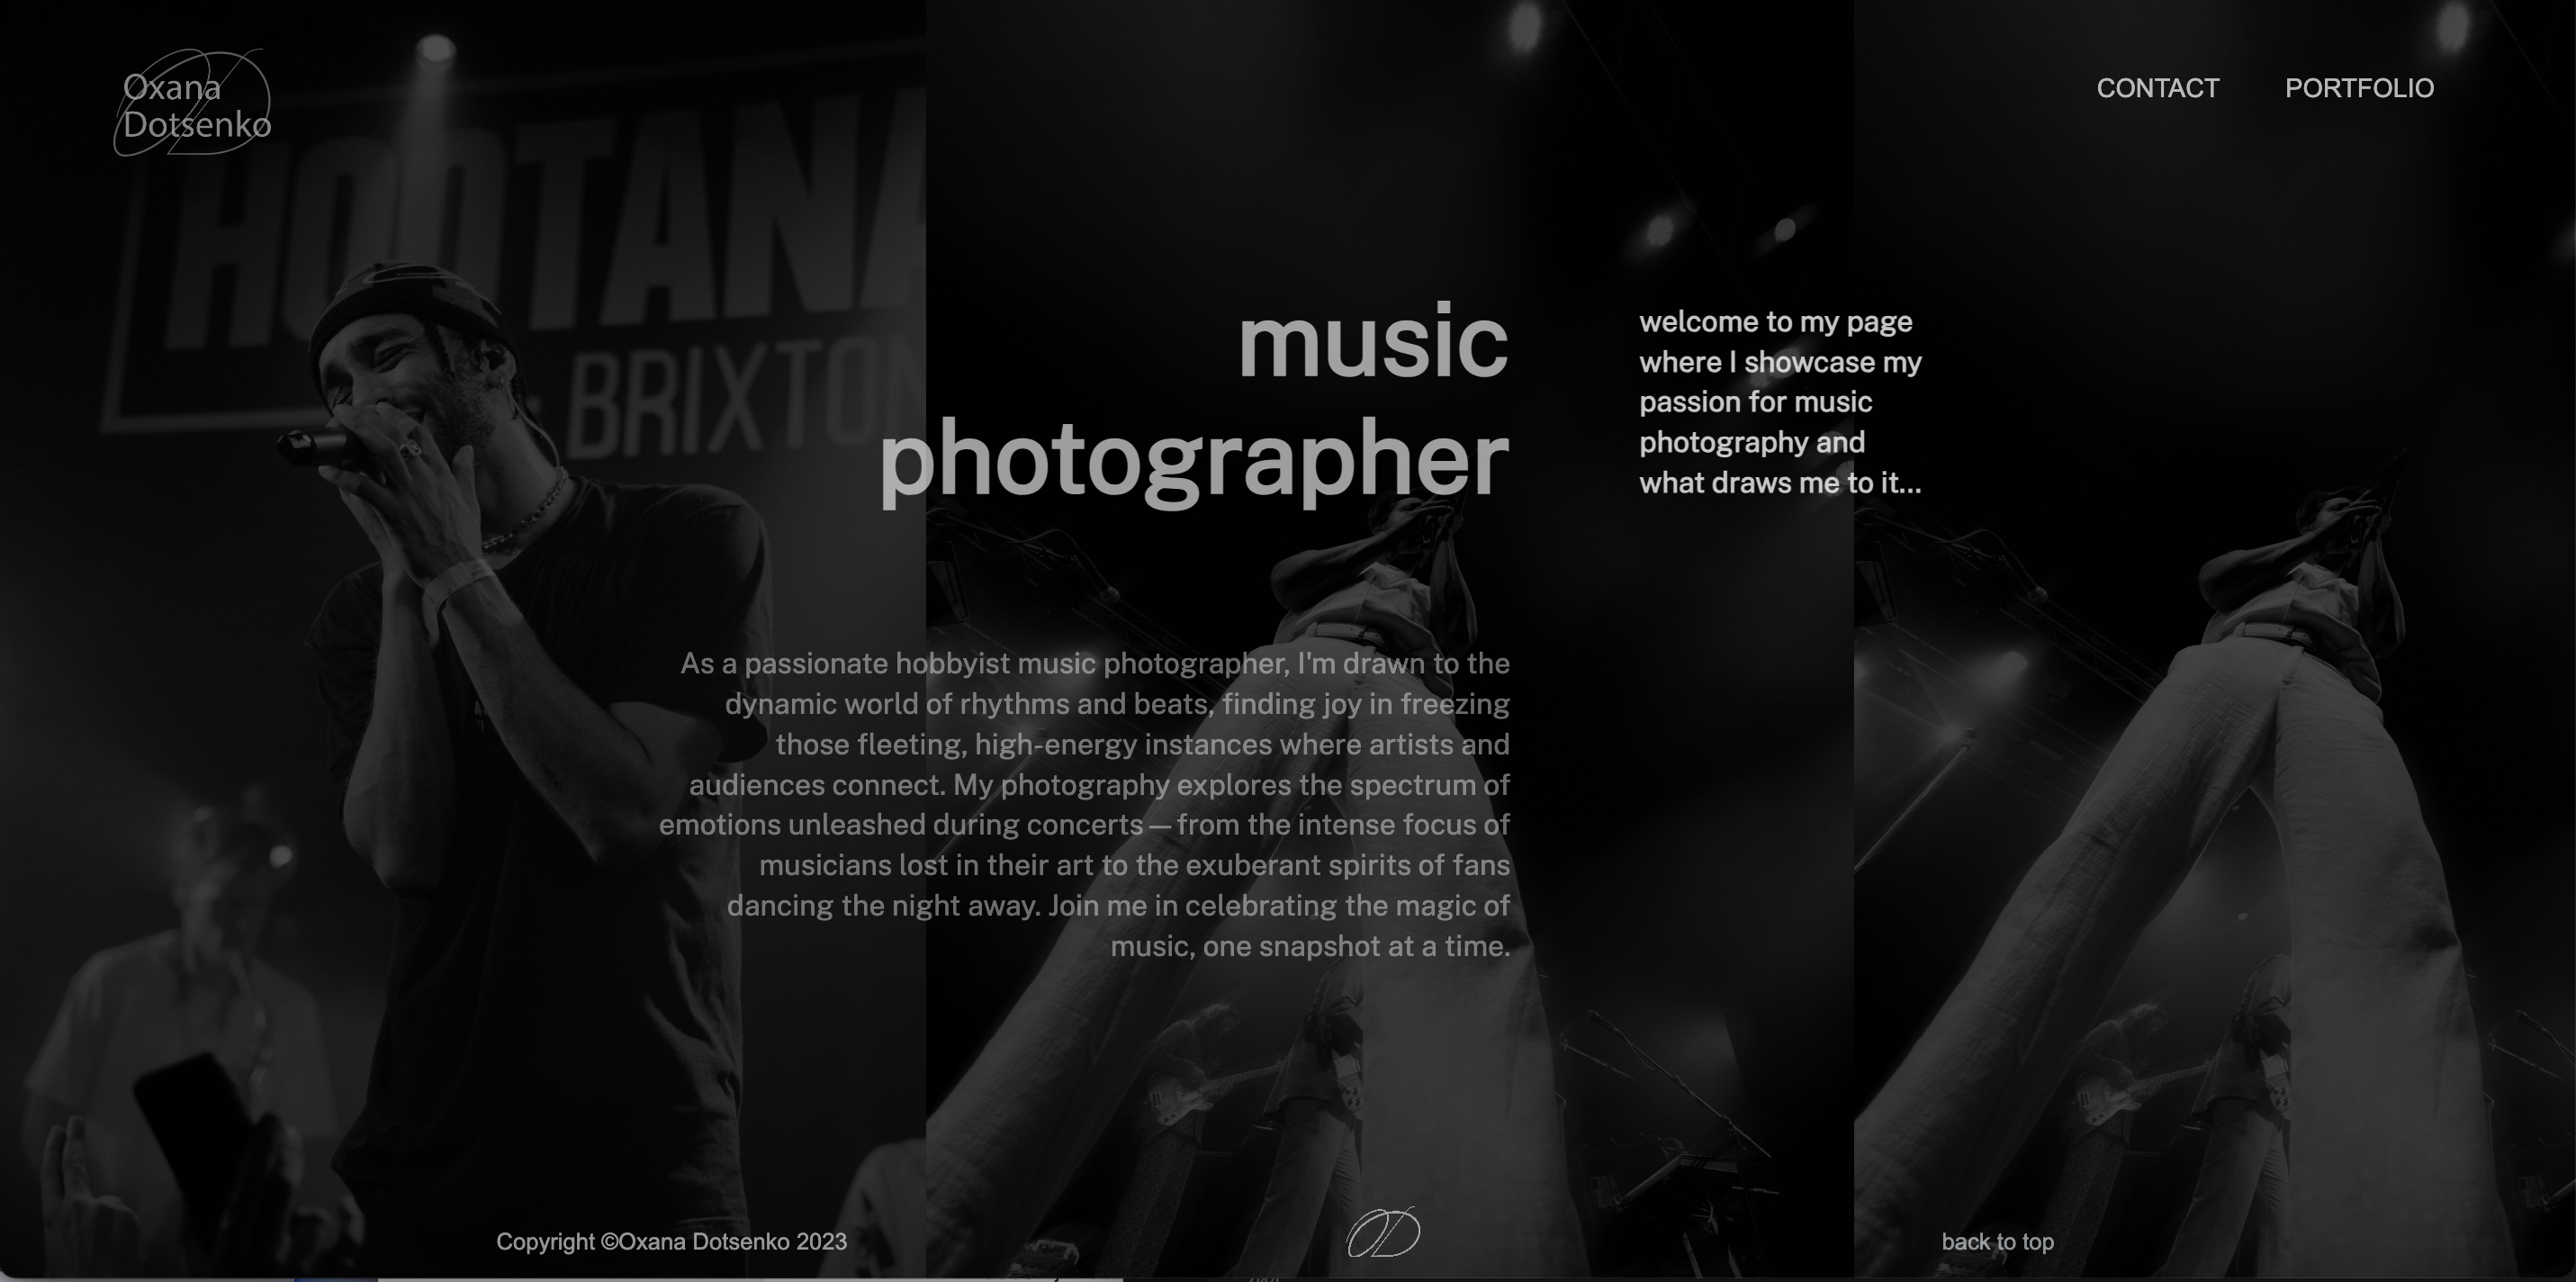 Oxana
Dotsenko
CONTACT
PORTFOLIO
HOOTANA
BRIXTON
music
photographer
welcome to my page
where I showcase my
passion for music
photography and
what draws me to it...
As a passionate hobbyist music photographer, I'm drawn to the
dynamic world of rhythms and beats, finding joy in freezing
those fleeting, high-energy instances where artists and
audiences connect. My photography explores the spectrum of
emotions unleashed during concerts—from the intense focus of
musicians lost in their art to the exuberant spirits of fans
dancing the night away. Join me in celebrating the magic of
music, one snapshot at a time.
Copyright ©Oxana Dotsenko 2023
OD
back to top